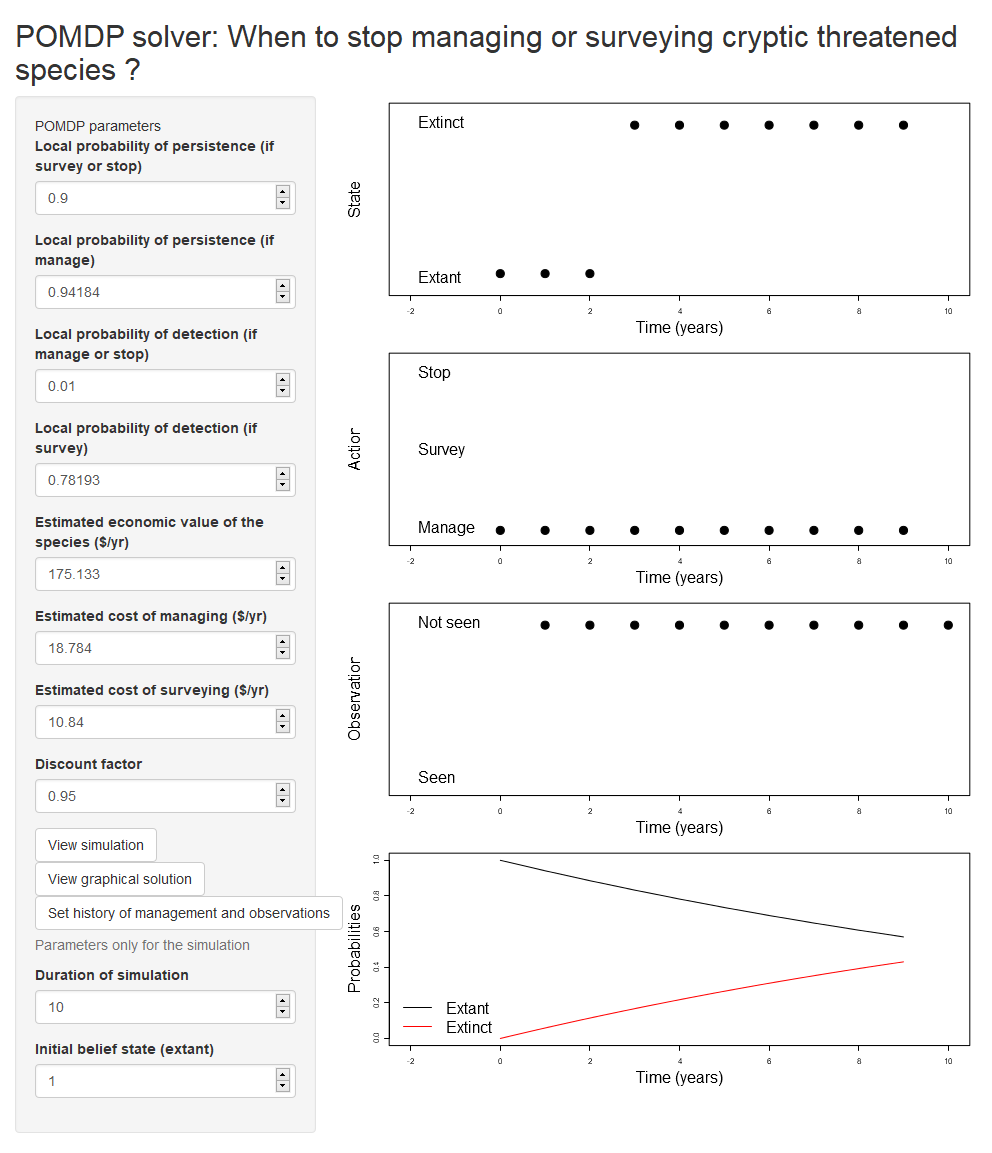 POMDP solver: When to stop managing or surveying cryptic threatened
species ?
POMDP parameters
Local probability of persistence (if
survey or stop)
0.9
Local probability of persistence (if
manage)
0.94184
Local probability of detection (if
manage or stop)
0.01
Local probability of detection (if
survey)
0.78193
Estimated economic value of the
species ($/yr)
175.133
Estimated cost of managing ($/yr)
18.784
Estimated cost of surveying ($/yr)
10.84
Discount factor
0.95
View simulation
View graphical solution
Set history of management and observations
Parameters only for the simulation
Duration of simulation
10
Initial belief state (extant)
1
State
Extinct
Extant
-2 0 2 4 6 8 10
Time (years)
Action
Stop
Survey
Manage
-2 0 2 4 6 8 10
Time (years)
Observation
Not seen
Seen
-2 0 2 4 6 8 10
Time (years)
Probabilities
1.0
0.8
0.6
0.4
0.2
0.0
Extant
Extinct
-2 0 2 4 6 8 10
Time (years)